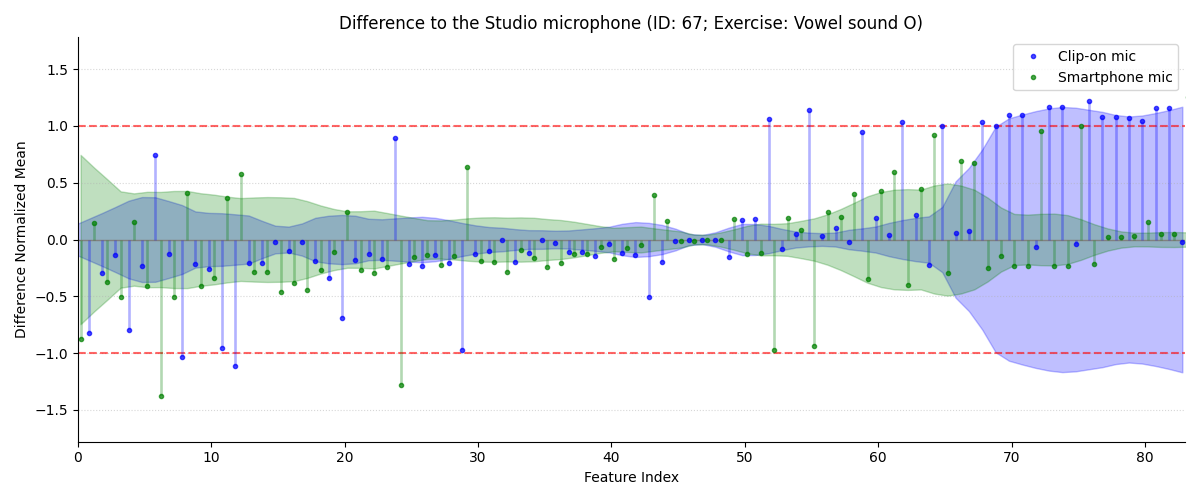 Difference to the Studio microphone (ID: 67; Exercise: Vowel sound O)
Clip-on mic
Smartphone mic
Difference Normalized Mean
1.5
1.0
0.5
0.0
−0.5
−1.0
−1.5
0 10 20 30 40 50 60 70 80
Feature Index